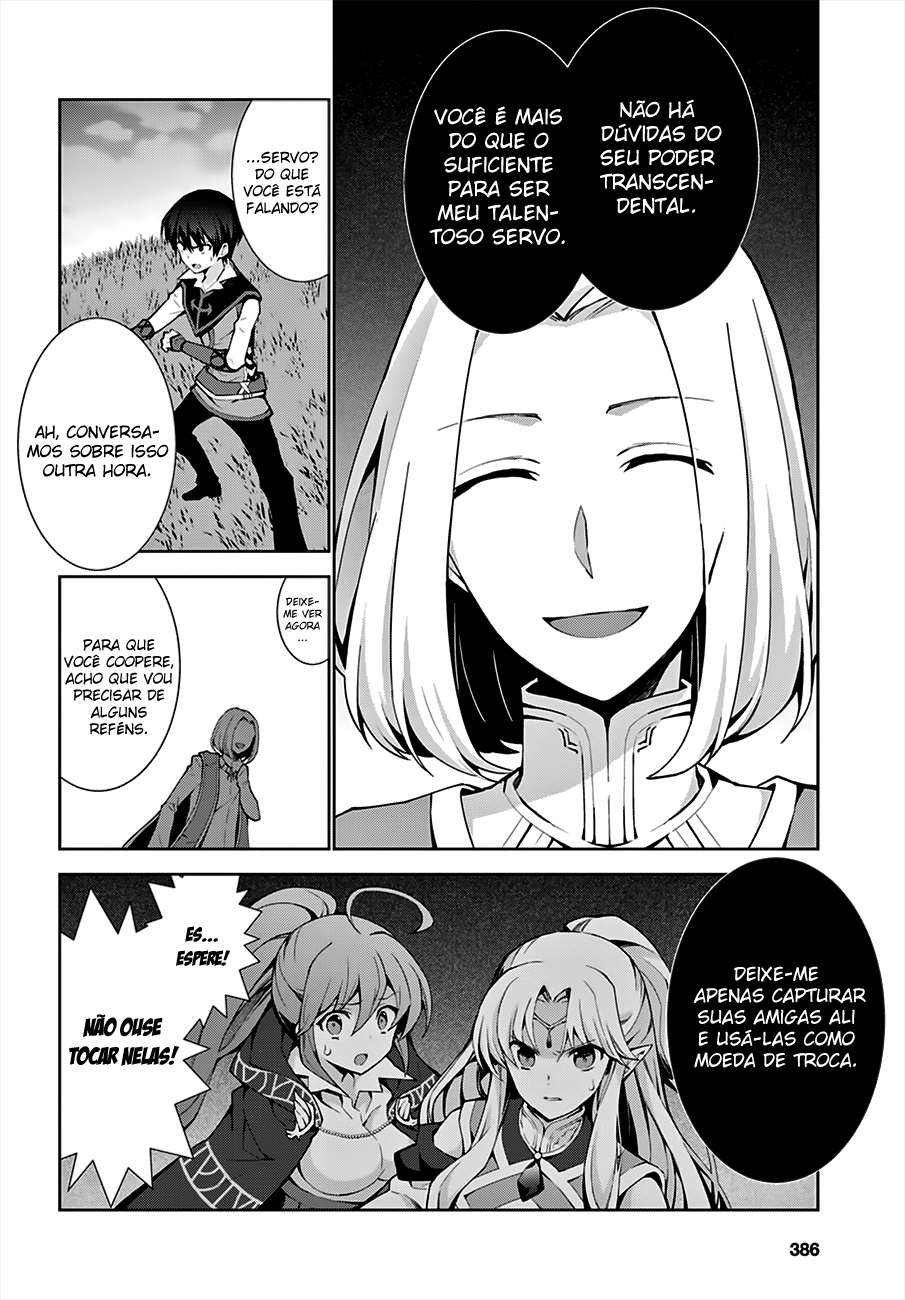 NÃO HÁ
DÚVIDAS DO
SEU PODER
TRANSCEN-
DENTAL.
VOCÊ É MAIS
DO QUE O
SUFICIENTE
PARA SER
MEU TALEN-
TOSO SERVO.
...SERVO?
DO QUE
VOCÊ ESTÁ
FALANDO?
AH, CONVERSA-
MOS SOBRE ISSO
OUTRA HORA.
DEIXE-
ME VER
AGORA
...
PARA QUE
VOCÊ COOPERE,
ACHO QUE VOU
PRECISAR DE
ALGUNS
REFÉNS.
DEIXE-ME
APENAS CAPTURAR
SUAS AMIGAS ALI
E USÁ-LAS COMO
MOEDA DE TROCA.
ES...
ESPERE!
NÃO OUSE
TOCAR NELAS!
386